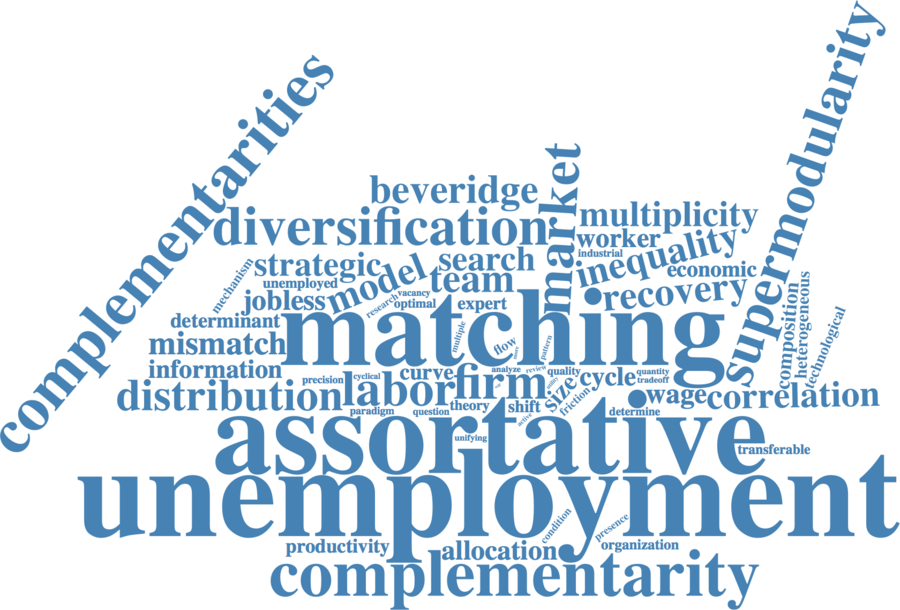 complementarities
supermodularity
beveridge
market
diversification
multiplicity
worker
industrial
inequality
economic
search
strategic
model
team
unemployed
mechanism
jobless
research
vacancy
optimal
expert
recovery
composition
heterogeneous
technological
determinant
matching
mismatch
multiple
flow
pattern
information
curve
analyze
review
quality
cycle
quantity
tradeoff
precision
cyclical
distribution
labor
firm
size
friction
wage
correlation
paradigm
question
theory
shift
active
determine
assortative
unifying
transferable
unemployment
condition
presence
productivity
allocation
organization
complementarity